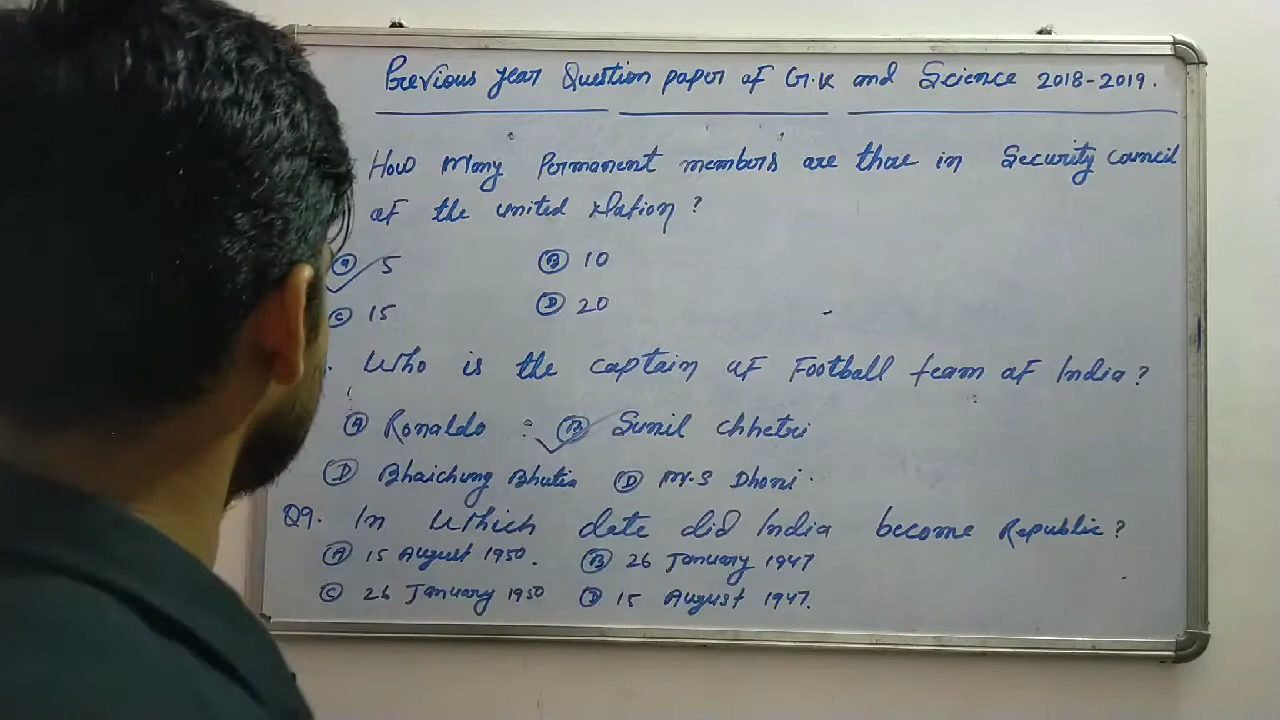 Previous year Question paper of G.K and Science 2018-2019.
How Many Permanent members are there in Security council
of the united Nation?
A 5 B 10
C 15 D 20
Who is the captain of Football team of India?
A Ronaldo B Sunil chhetri
D Bhaichung Bhutia D M.S Dhoni.
Q9. In Which date did India become Republic?
A 15 August 1950. B 26 January 1947
C 26 January 1950 D 15 August 1947.